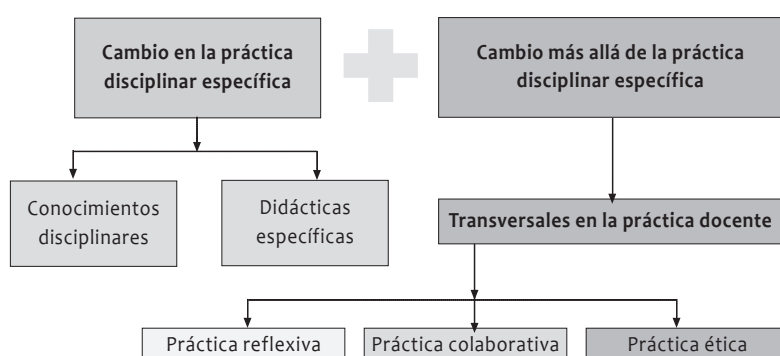 Cambio en la práctica
disciplinar específica
Cambio más allá de la práctica
disciplinar específica
Conocimientos
disciplinares
Didácticas
específicas
Transversales en la práctica docente
Práctica reflexiva
Práctica colaborativa
Práctica ética